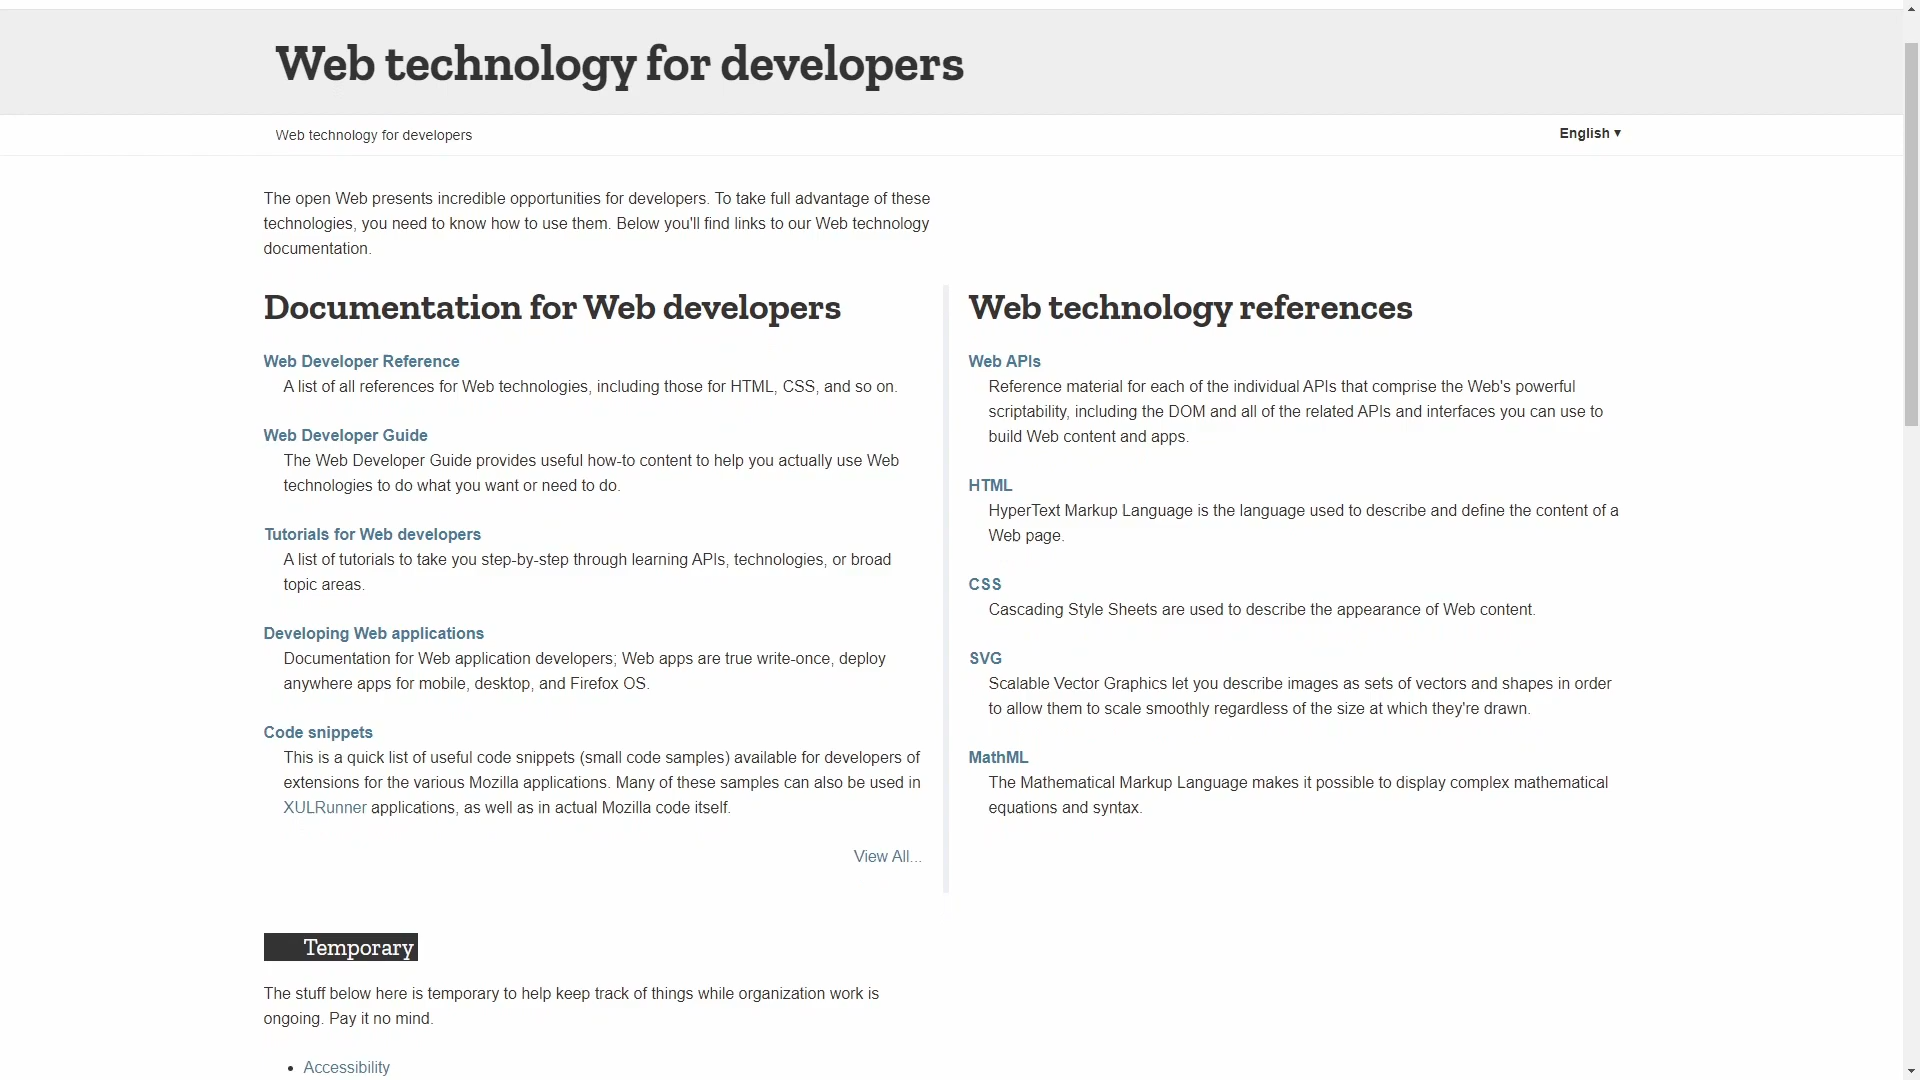 Web technology for developers
Web technology for developers
English ▾
The open Web presents incredible opportunities for developers. To take full advantage of these
technologies, you need to know how to use them. Below you'll find links to our Web technology
documentation.
Documentation for Web developers
Web Developer Reference
A list of all references for Web technologies, including those for HTML, CSS, and so on.
Web Developer Guide
The Web Developer Guide provides useful how-to content to help you actually use Web
technologies to do what you want or need to do.
Tutorials for Web developers
A list of tutorials to take you step-by-step through learning APIs, technologies, or broad
topic areas.
Developing Web applications
Documentation for Web application developers; Web apps are true write-once, deploy
anywhere apps for mobile, desktop, and Firefox OS.
Code snippets
This is a quick list of useful code snippets (small code samples) available for developers of
extensions for the various Mozilla applications. Many of these samples can also be used in
XULRunner applications, as well as in actual Mozilla code itself.
View All...
Web technology references
Web APIs
Reference material for each of the individual APIs that comprise the Web's powerful
scriptability, including the DOM and all of the related APIs and interfaces you can use to
build Web content and apps.
HTML
HyperText Markup Language is the language used to describe and define the content of a
Web page.
CSS
Cascading Style Sheets are used to describe the appearance of Web content.
SVG
Scalable Vector Graphics let you describe images as sets of vectors and shapes in order
to allow them to scale smoothly regardless of the size at which they're drawn.
MathML
The Mathematical Markup Language makes it possible to display complex mathematical
equations and syntax.
Temporary
The stuff below here is temporary to help keep track of things while organization work is
ongoing. Pay it no mind.
• Accessibility